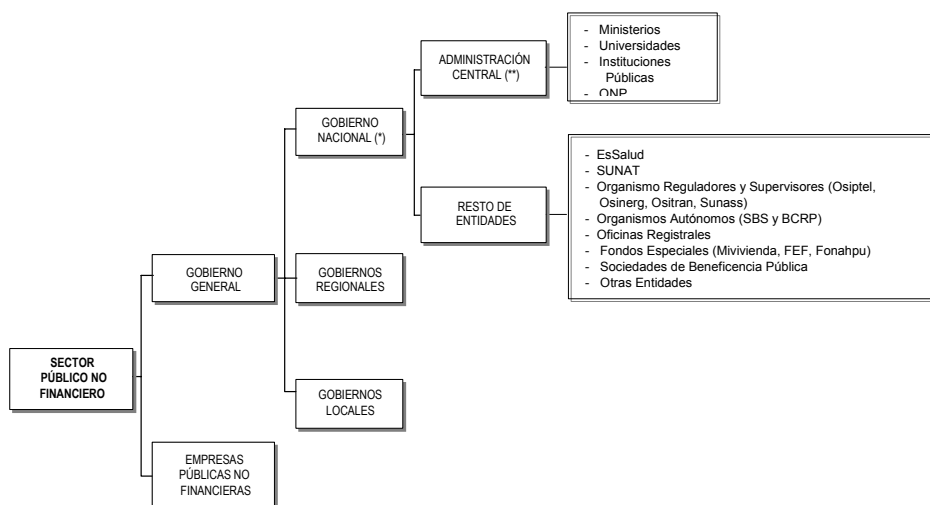 SECTOR
PÚBLICO NO
FINANCIERO
GOBIERNO
GENERAL
EMPRESAS
PÚBLICAS NO
FINANCIERAS
GOBIERNO
NACIONAL (*)
GOBIERNOS
REGIONALES
GOBIERNOS
LOCALES
ADMINISTRACIÓN
CENTRAL (**)
RESTO DE
ENTIDADES
- Ministerios
- Universidades
- Instituciones
Públicas
- ONP
- EsSalud
- SUNAT
- Organismo Reguladores y Supervisores (Osiptel,
Osinerg, Ositran, Sunass)
- Organismos Autónomos (SBS y BCRP)
- Oficinas Registrales
- Fondos Especiales (Mivivienda, FEF, Fonahpu)
- Sociedades de Beneficencia Pública
- Otras Entidades